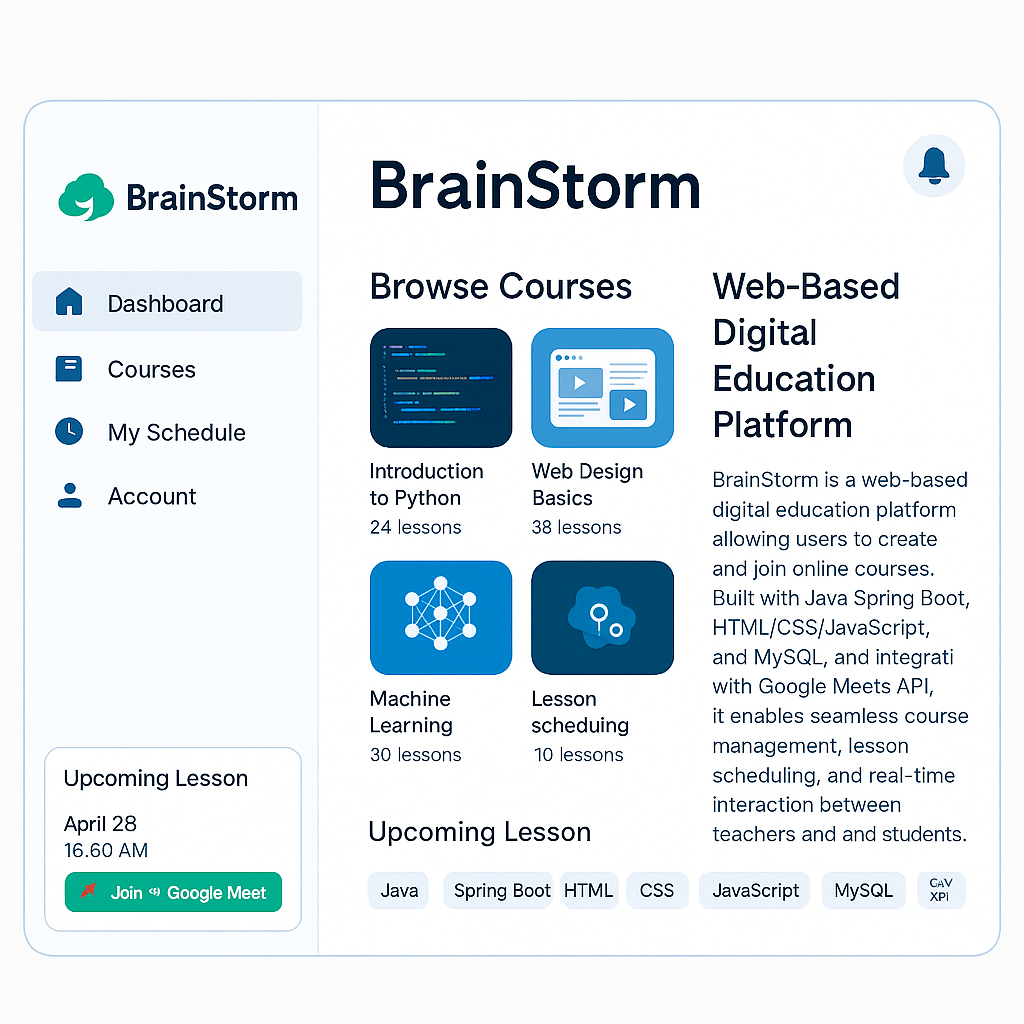 BrainStorm
Dashboard
Courses
My Schedule
Account
Upcoming Lesson
April 28
16.60 AM
Join Google Meet
BrainStorm
Browse Courses
Introduction
to Python
24 lessons
Web Design
Basics
38 lessons
Machine
Learning
30 lessons
Lesson
scheduing
10 lessons
Upcoming Lesson
Java
Spring Boot
HTML
CSS
JavaScript
MySQL
XPI
Web-Based
Digital
Education
Platform
BrainStorm is a web-based
digital education platform
allowing users to create
and join online courses.
Built with Java Spring Boot,
HTML/CSS/JavaScript,
and MySQL, and integrati
with Google Meets API,
it enables seamless course
management, lesson
scheduling, and real-time
interaction between
teachers and and students.